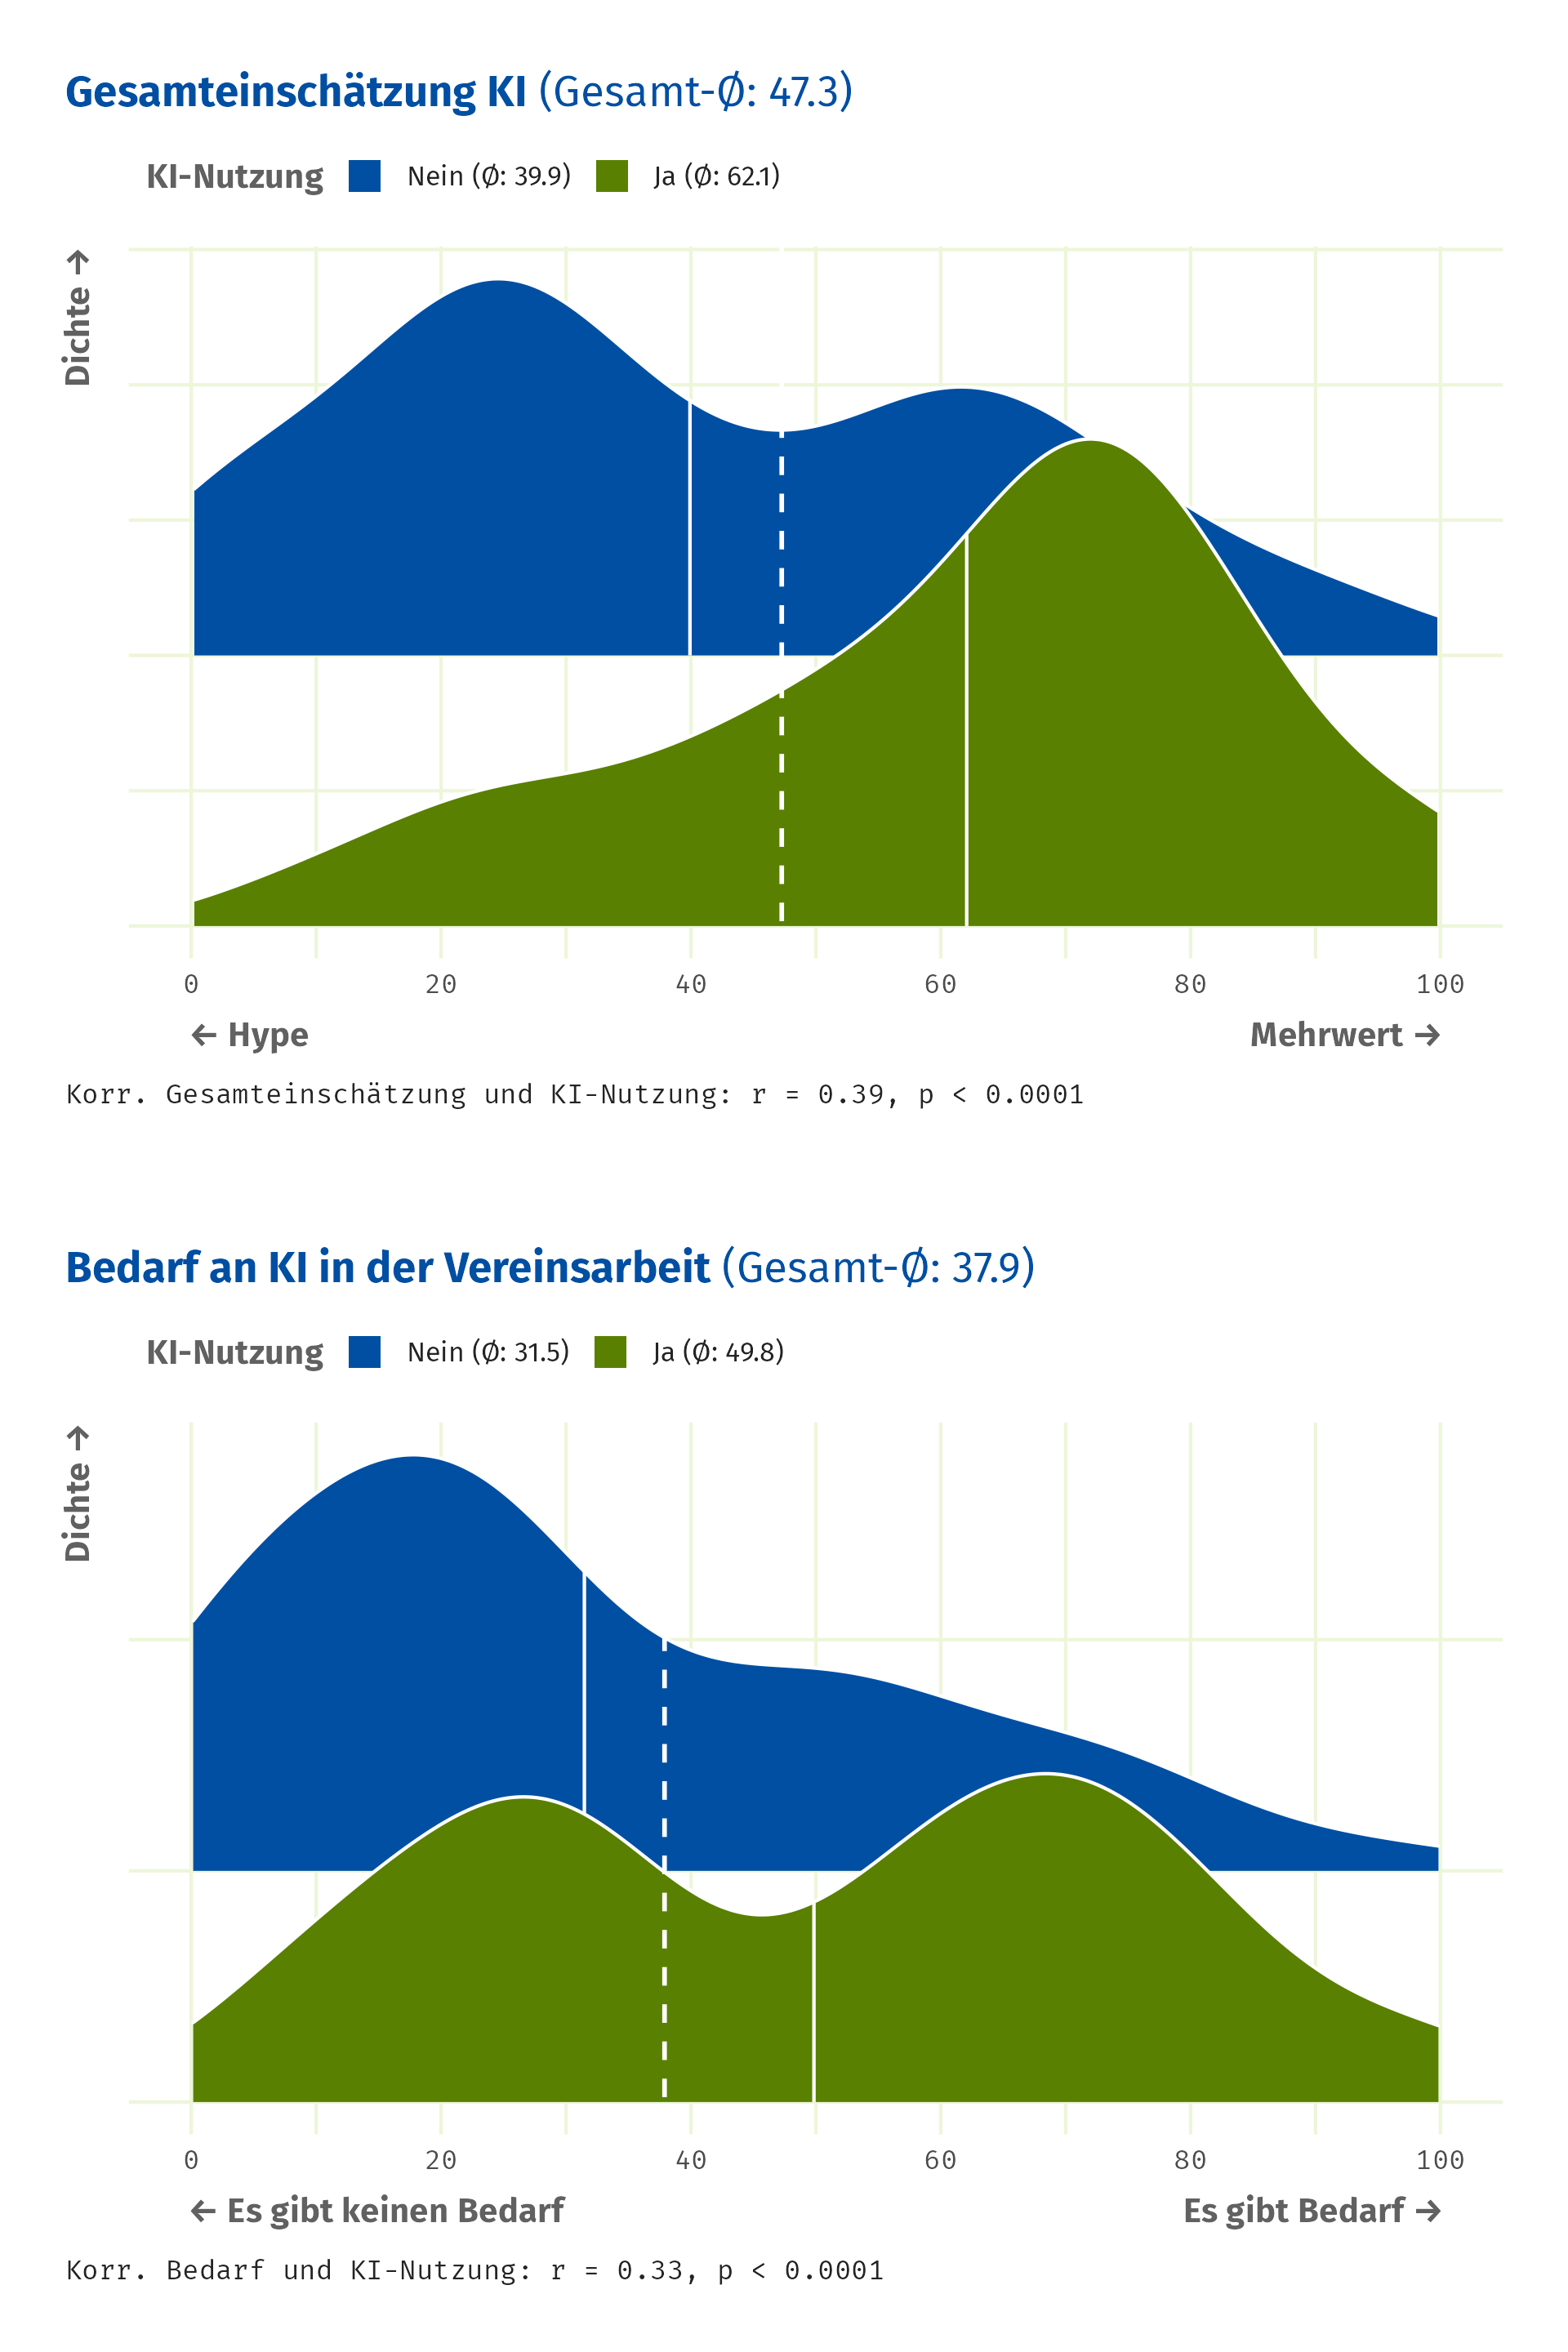 Gesamteinschätzung KI (Gesamt-Ø: 47.3)
KI-Nutzung Nein (Ø: 39.9) Ja (Ø: 62.1)
Dichte →
0 20 40 60 80 100
← Hype Mehrwert →
Korr. Gesamteinschätzung und KI-Nutzung: r = 0.39, p < 0.0001
Bedarf an KI in der Vereinsarbeit (Gesamt-Ø: 37.9)
KI-Nutzung Nein (Ø: 31.5) Ja (Ø: 49.8)
Dichte →
0 20 40 60 80 100
← Es gibt keinen Bedarf Es gibt Bedarf →
Korr. Bedarf und KI-Nutzung: r = 0.33, p < 0.0001